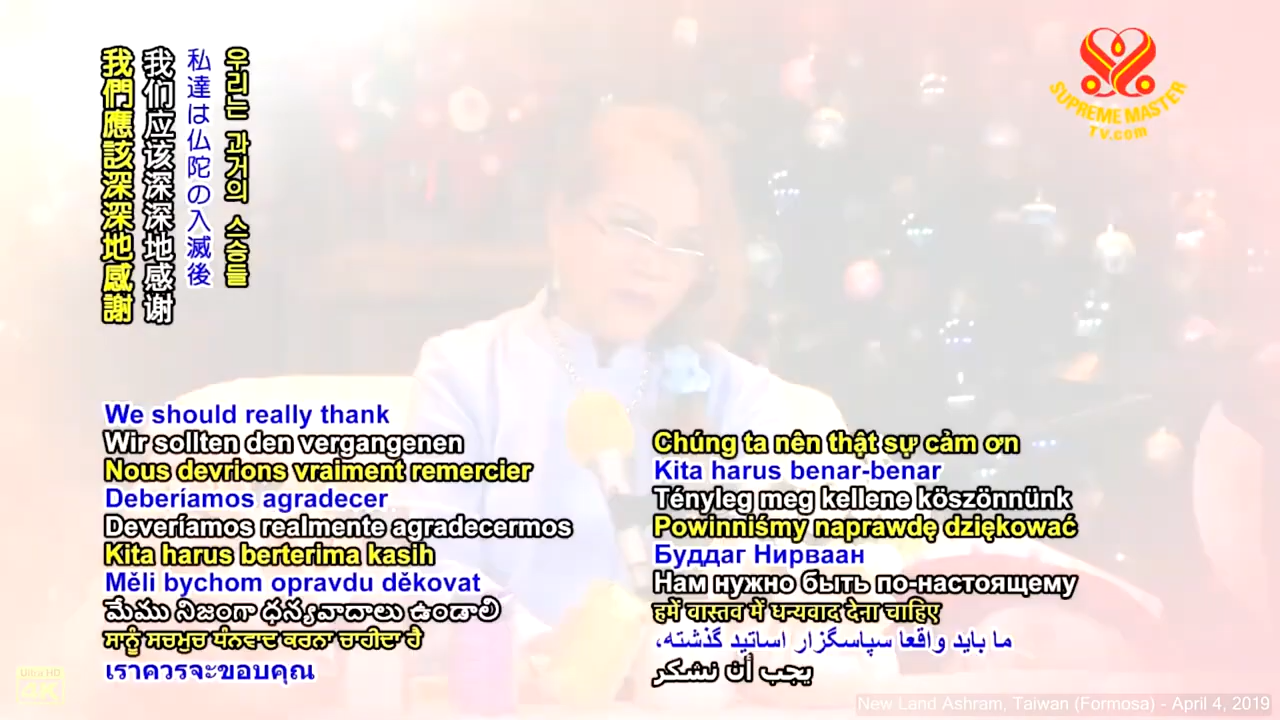 我們應該深深地感謝
我们应该深深地感谢
私達は仏陀の入滅後
우리는 과거의 스승들
SUPREME MASTER
TV.com
We should really thank
Wir sollten den vergangenen
Nous devrions vraiment remercier
Deberíamos agradecer
Deveríamos realmente agradecermos
Kita harus berterima kasih
Měli bychom opravdu děkovat
మేము నిజంగా ధన్యవాదాలు ఉండాలి
ਸਾਨੂੰ ਸਚਮੁਚ ਧੰਨਵਾਦ ਕਰਨਾ ਚਾਹੀਦਾ ਹੈ
เราควรจะขอบคุณ
Chúng ta nên thật sự cảm ơn
Kita harus benar-benar
Tényleg meg kellene köszönnünk
Powinniśmy naprawdę dziękować
Буддаг Нирваан
Нам нужно быть по-настоящему
हमें वास्तव में धन्यवाद देना चाहिए
ما باید واقعا سپاسگزار اساتید گذشته،
يجب أن نشكر
Ultra HD
4K
New Land Ashram, Taiwan (Formosa) - April 4, 2019